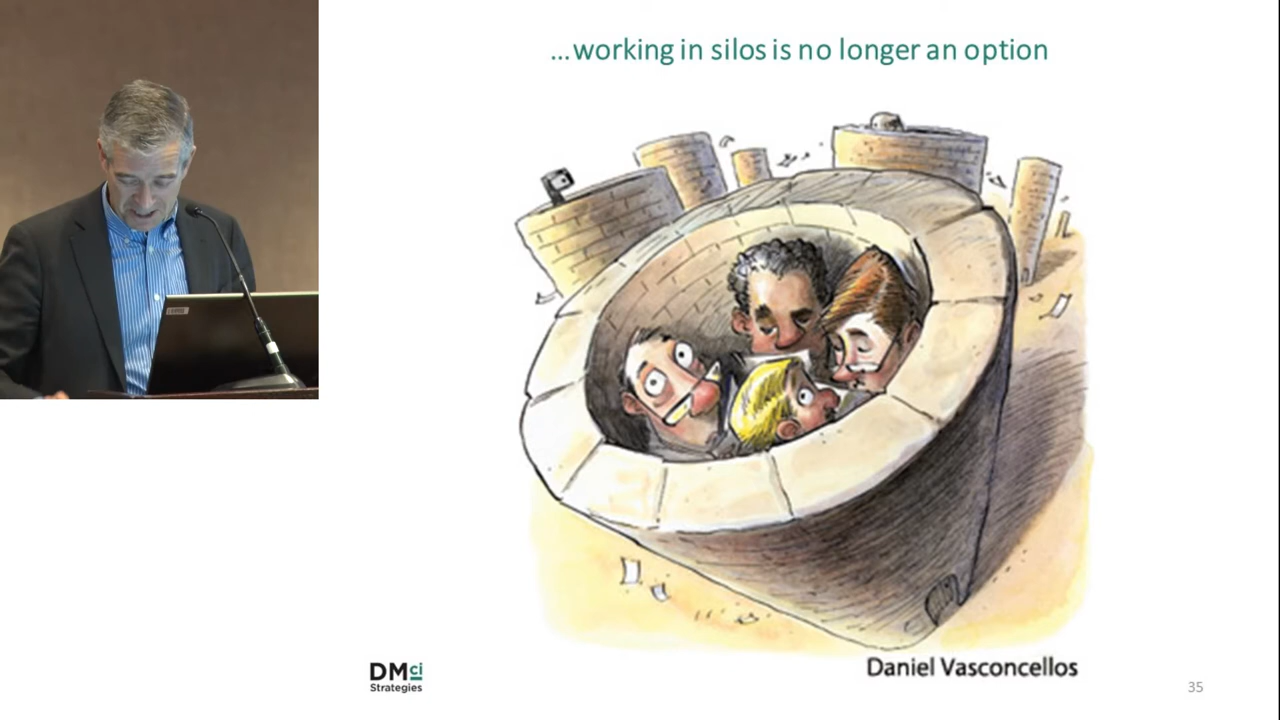 ...working in silos is no longer an option
DMci
Strategies
Daniel Vasconcellos
35